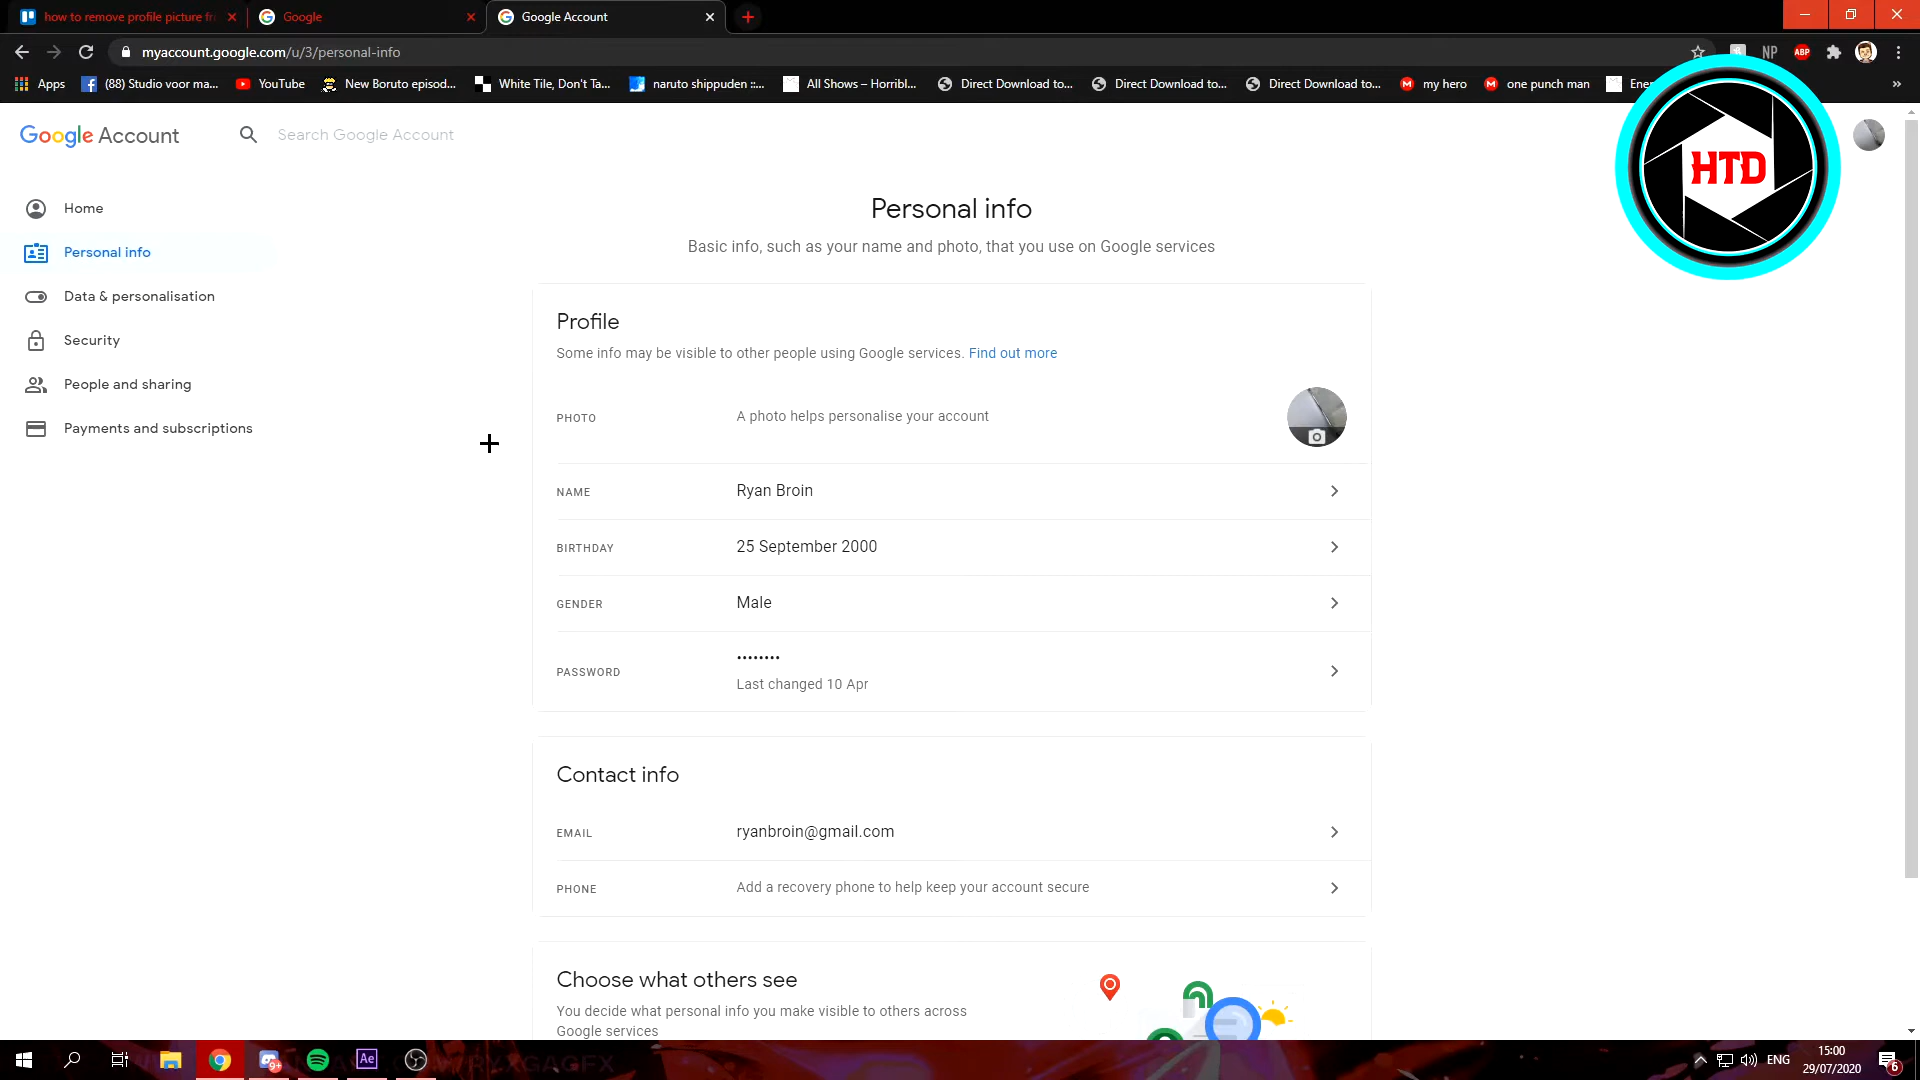 how to remove profile picture fr
Google
Google Account
myaccount.google.com/u/3/personal-info
NP
ABP
Apps
(88) Studio voor ma...
YouTube
New Boruto episod...
White Tile, Don't Ta...
naruto shippuden ::...
All Shows – Horribl...
Direct Download to...
Direct Download to...
Direct Download to...
my hero
one punch man
Ene
HTD
Google Account
Search Google Account
Home
Personal info
Data & personalisation
Security
People and sharing
Payments and subscriptions
Personal info
Basic info, such as your name and photo, that you use on Google services
Profile
Some info may be visible to other people using Google services. Find out more
PHOTO
A photo helps personalise your account
NAME
Ryan Broin
BIRTHDAY
25 September 2000
GENDER
Male
PASSWORD
••••••••
Last changed 10 Apr
Contact info
EMAIL
ryanbroin@gmail.com
PHONE
Add a recovery phone to help keep your account secure
Choose what others see
You decide what personal info you make visible to others across
Google services
9+
Ae
ENG
15:00
29/07/2020
6